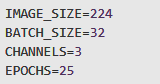 IMAGE_SIZE=224
BATCH_SIZE=32
CHANNELS=3
EPOCHS=25